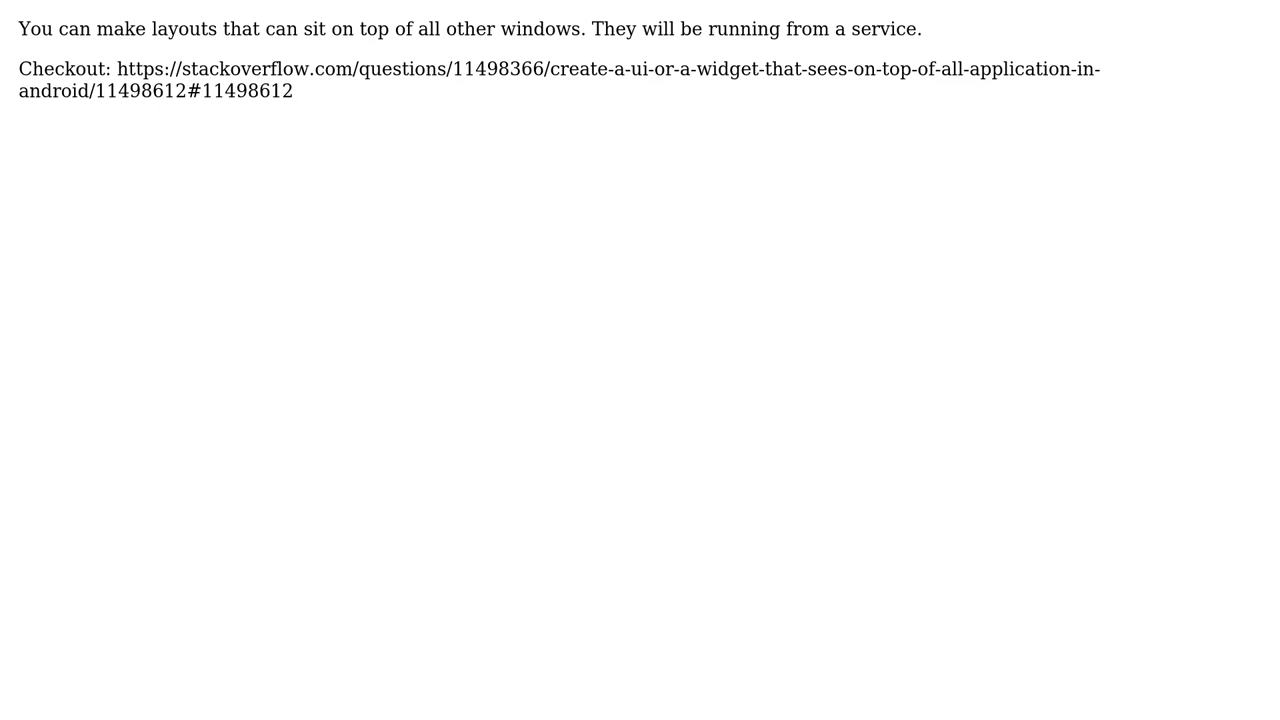 You can make layouts that can sit on top of all other windows. They will be running from a service.
Checkout: https://stackoverflow.com/questions/11498366/create-a-ui-or-a-widget-that-sees-on-top-of-all-application-in-
android/11498612#11498612